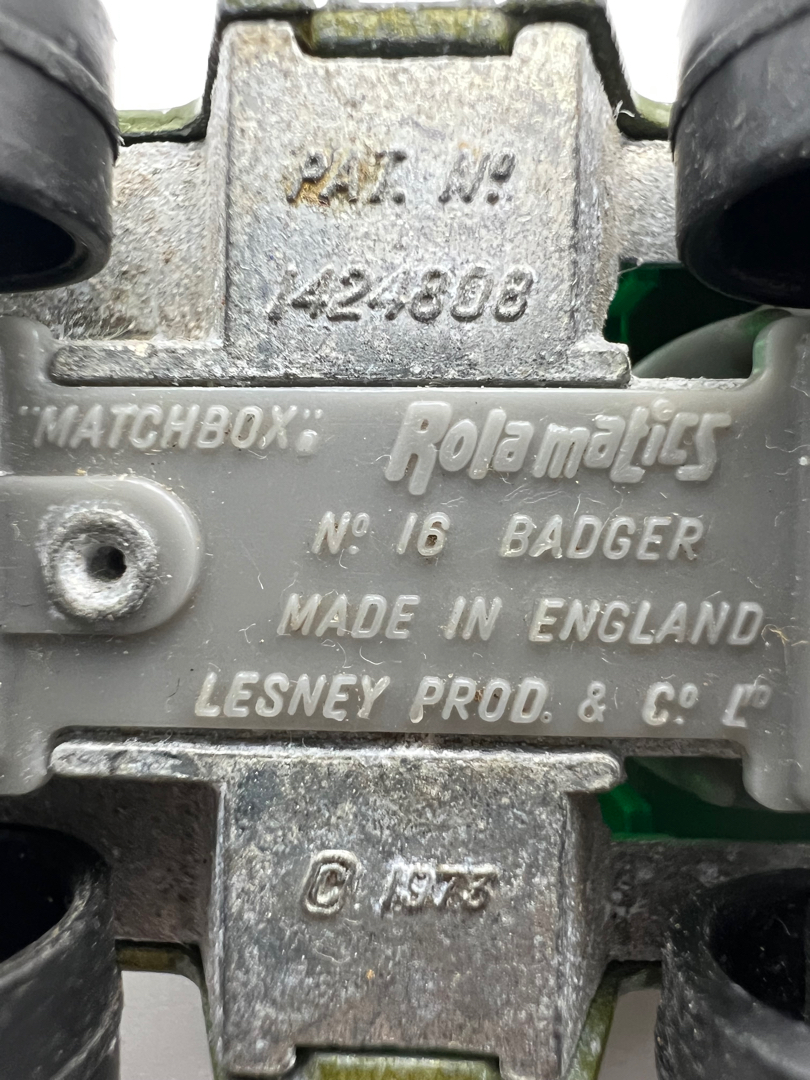 PAT. Nº
1424808
"MATCHBOX" Rolamatics
Nº 16 BADGER
MADE IN ENGLAND
LESNEY PROD. & Cº Lᴰ
© 1973